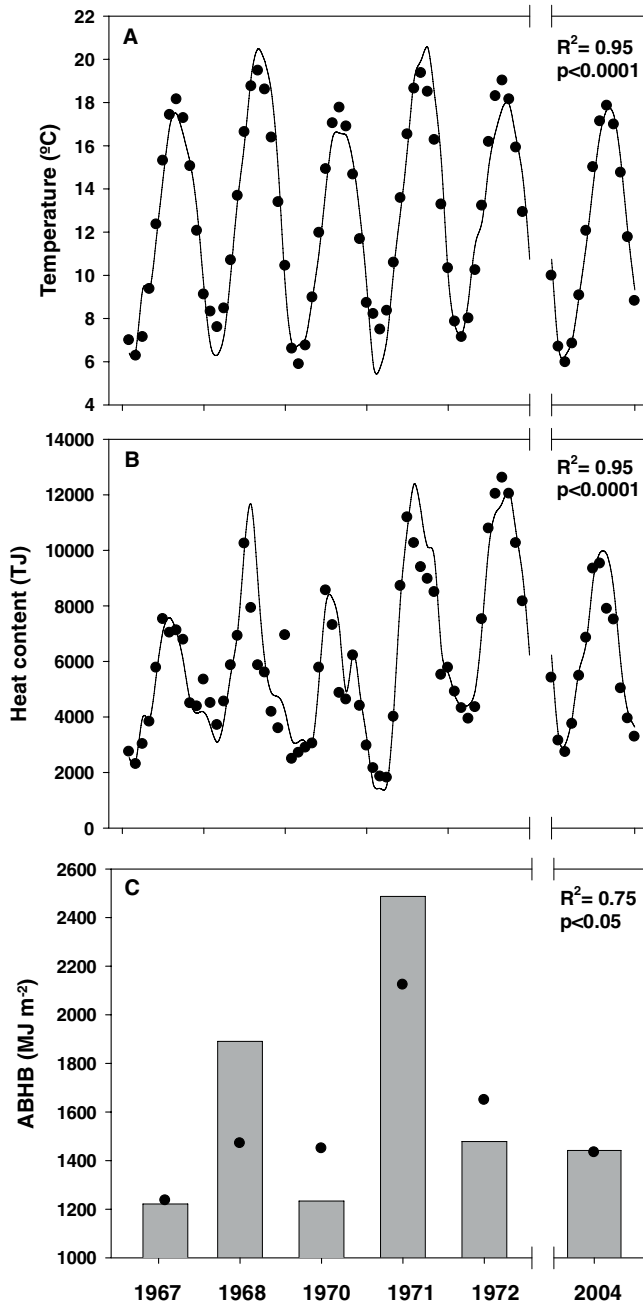 A
R²= 0.95
p<0.0001
22
20
18
16
14
12
10
8
6
4
Temperature (ºC)
B
R²= 0.95
p<0.0001
14000
12000
10000
8000
6000
4000
2000
0
Heat content (TJ)
C
R²= 0.75
p<0.05
2600
2400
2200
2000
1800
1600
1400
1200
1000
ABHB (MJ m⁻²)
1967 1968 1970 1971 1972 2004